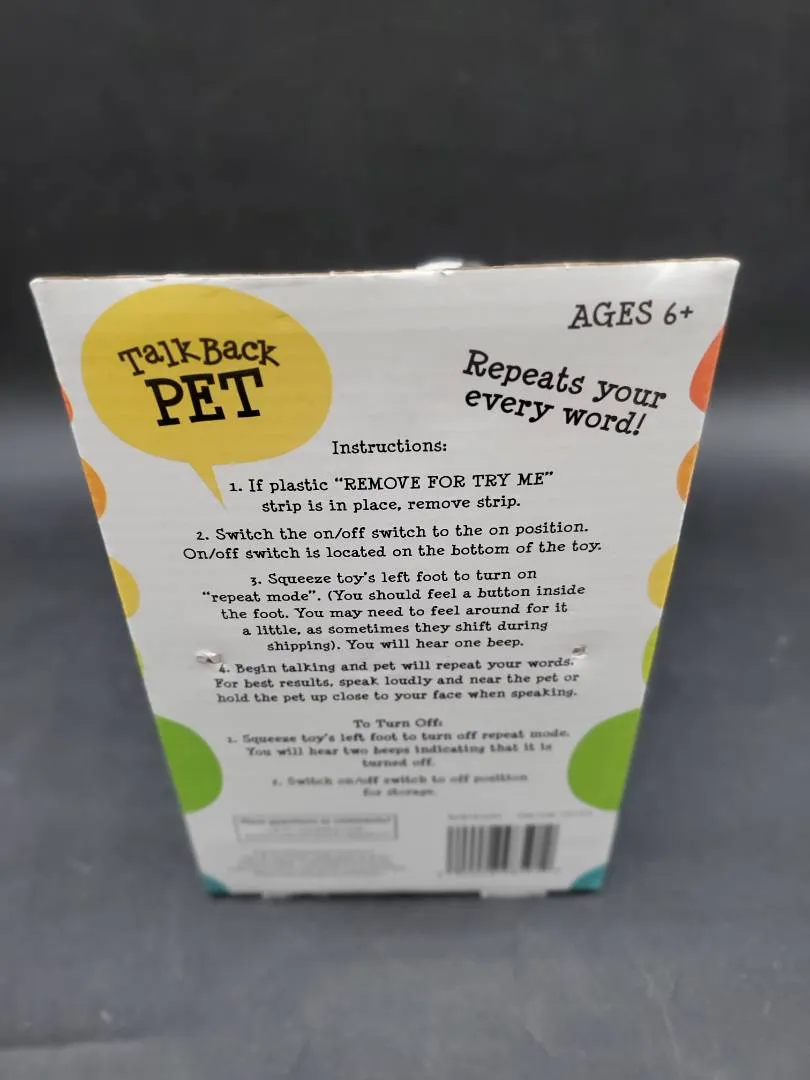 TalkBack
PET
AGES 6+
Repeats your
every word!
Instructions:
1. If plastic “REMOVE FOR TRY ME”
strip is in place, remove strip.
2. Switch the on/off switch to the on position.
On/off switch is located on the bottom of the toy.
3. Squeeze toy's left foot to turn on
“repeat mode”. (You should feel a button inside
the foot. You may need to feel around for it
a little, as sometimes they shift during
shipping). You will hear one beep.
4. Begin talking and pet will repeat your words.
For best results, speak loudly and near the pet or
hold the pet up close to your face when speaking.
To Turn Off:
1. Squeeze toy's left foot to turn off repeat mode.
You will hear two beeps indicating that it is
turned off.
Switch on/off switch to off position
for storage.